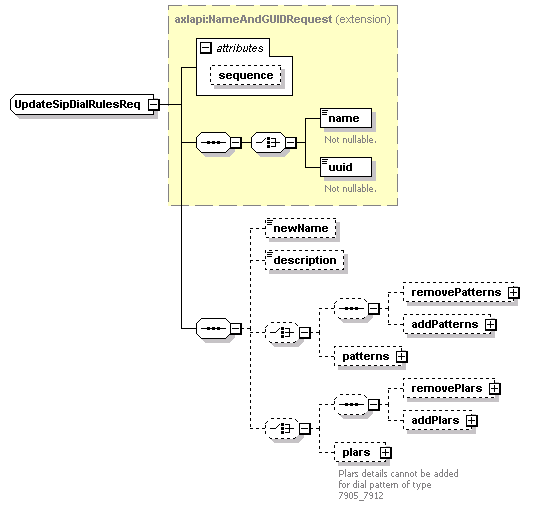 axlapi:NameAndGUIDRequest (extension)
attributes
sequence
UpdateSipDialRulesReq
name
Not nullable.
uuid
Not nullable.
newName
description
removePatterns
addPatterns
patterns
removePlars
addPlars
plars
Plars details cannot be added
for dial pattern of type
7905_7912